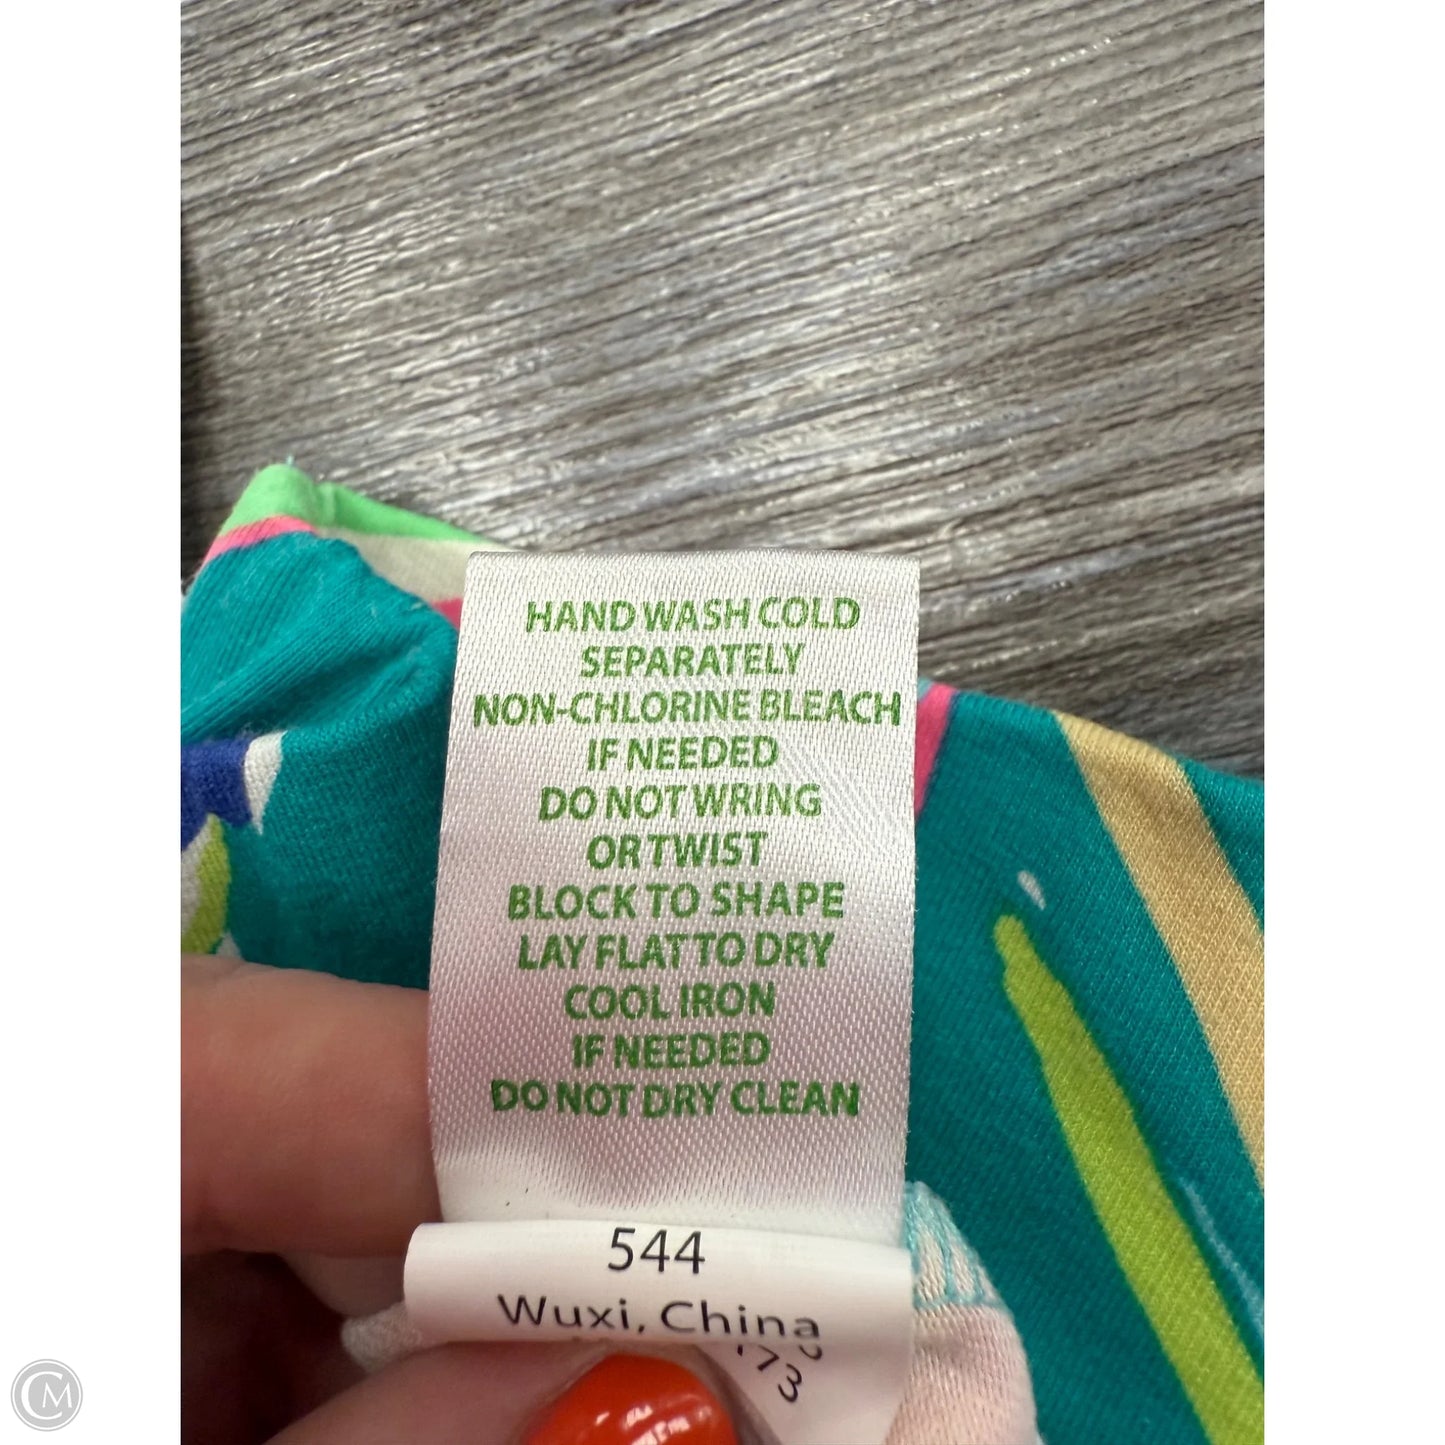 HAND WASH COLD
SEPARATELY
NON-CHLORINE BLEACH
IF NEEDED
DO NOT WRING
OR TWIST
BLOCK TO SHAPE
LAY FLAT TO DRY
COOL IRON
IF NEEDED
DO NOT DRY CLEAN
544
Wuxi, China
CM